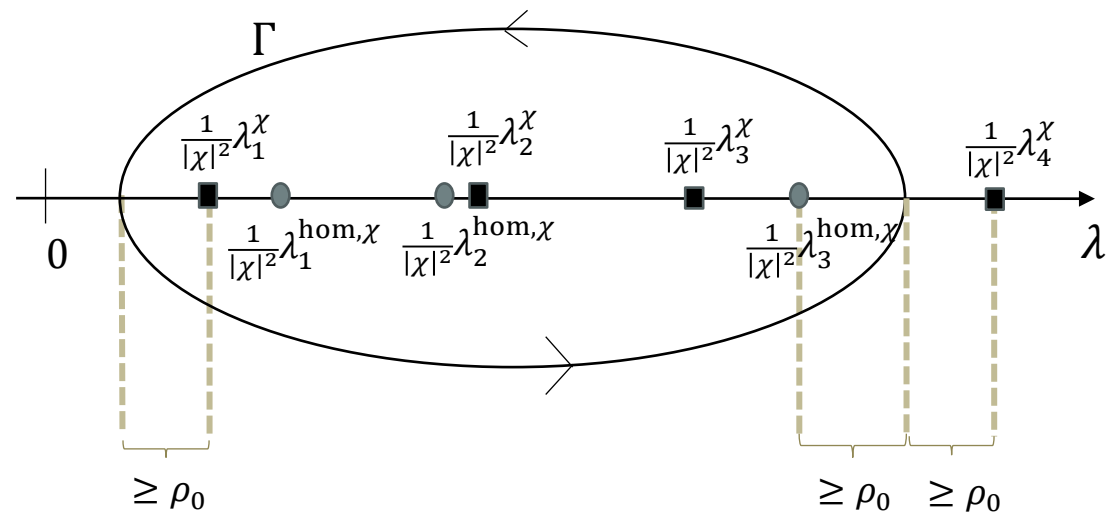 Γ
1/|χ|² λ₁^χ
1/|χ|² λ₂^χ
1/|χ|² λ₃^χ
1/|χ|² λ₄^χ
0
1/|χ|² λ₁^hom,χ
1/|χ|² λ₂^hom,χ
1/|χ|² λ₃^hom,χ
λ
≥ ρ₀
≥ ρ₀
≥ ρ₀